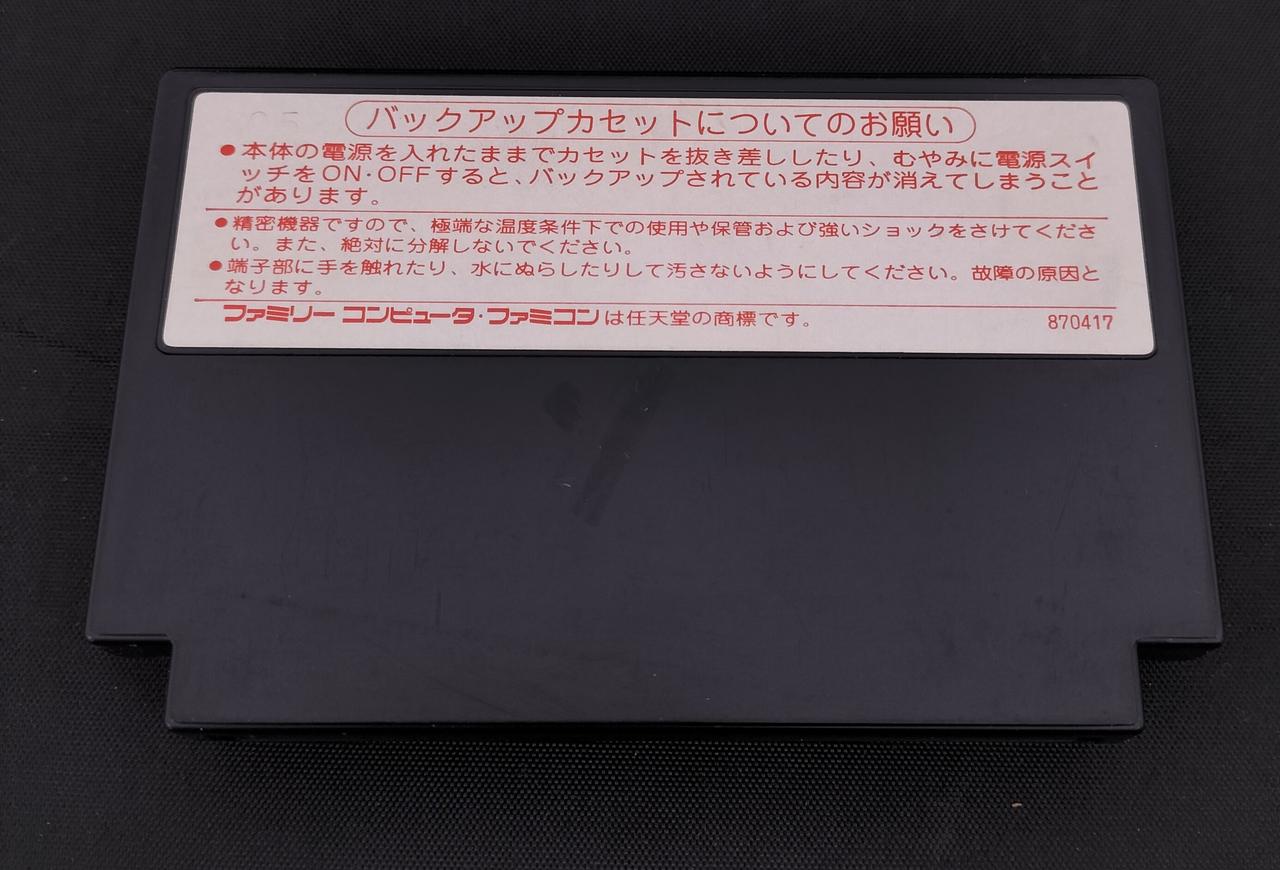 バックアップカセットについてのお願い
●本体の電源を入れたままでカセットを抜き差ししたり、むやみに電源スイ
ッチをON・OFFすると、バックアップされている内容が消えてしまうこと
があります。
●精密機器ですので、極端な温度条件下での使用や保管および強いショックをさけてくださ
い。また、絶対に分解しないでください。
●端子部に手を触れたり、水にぬらしたりして汚さないようにしてください。故障の原因と
なります。
ファミリー コンピュータ・ファミコンは任天堂の商標です。
870417